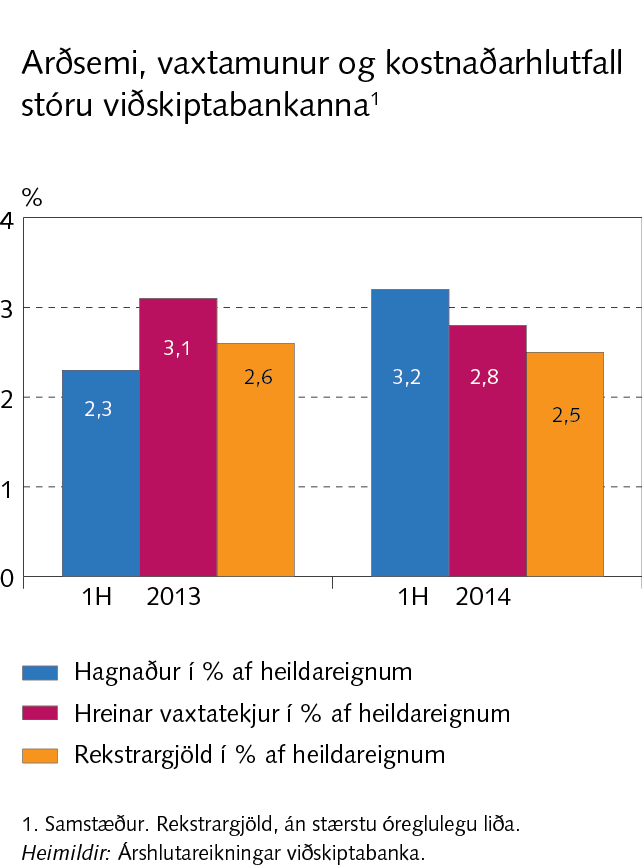 Arðsemi, vaxtamunur og kostnaðarhlutfall
stóru viðskiptabankanna¹
%
4
3
2
1
0
2,3
3,1
2,6
3,2
2,8
2,5
1H 2013
1H 2014
Hagnaður í % af heildareignum
Hreinar vaxtatekjur í % af heildareignum
Rekstrargjöld í % af heildareignum
1. Samstæður. Rekstrargjöld, án stærstu óreglulegu liða.
Heimildir: Árshlutareikningar viðskiptabanka.